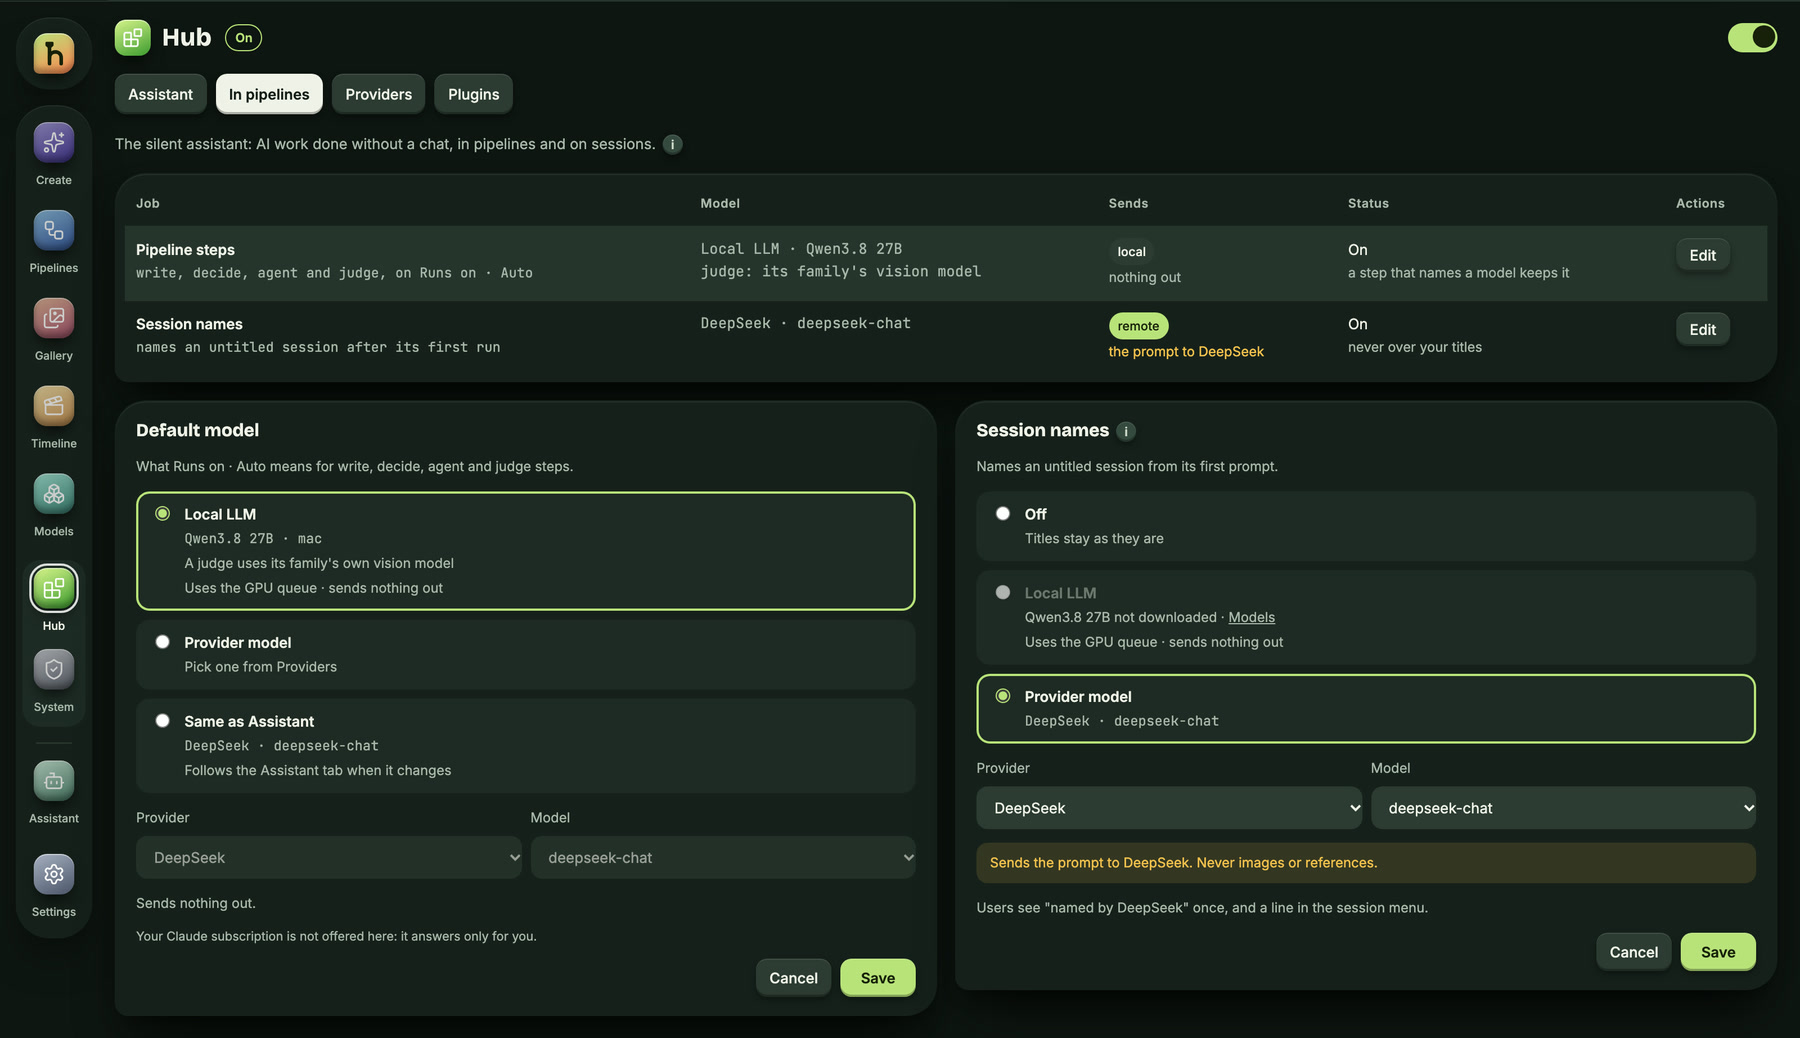 h
Hub
On
Assistant
In pipelines
Providers
Plugins
The silent assistant: AI work done without a chat, in pipelines and on sessions.
i
Create
Pipelines
Gallery
Timeline
Models
Hub
System
Assistant
Settings
Job
Model
Sends
Status
Actions
Pipeline steps
write, decide, agent and judge, on Runs on · Auto
Local LLM · Qwen3.8 27B
judge: its family's vision model
local
nothing out
On
a step that names a model keeps it
Edit
Session names
names an untitled session after its first run
DeepSeek · deepseek-chat
remote
the prompt to DeepSeek
On
never over your titles
Edit
Default model
What Runs on · Auto means for write, decide, agent and judge steps.
Local LLM
Qwen3.8 27B · mac
A judge uses its family's own vision model
Uses the GPU queue · sends nothing out
Provider model
Pick one from Providers
Same as Assistant
DeepSeek · deepseek-chat
Follows the Assistant tab when it changes
Provider
Model
DeepSeek
deepseek-chat
Sends nothing out.
Your Claude subscription is not offered here: it answers only for you.
Cancel
Save
Session names
i
Names an untitled session from its first prompt.
Off
Titles stay as they are
Local LLM
Qwen3.8 27B not downloaded · Models
Uses the GPU queue · sends nothing out
Provider model
DeepSeek · deepseek-chat
Provider
Model
DeepSeek
deepseek-chat
Sends the prompt to DeepSeek. Never images or references.
Users see "named by DeepSeek" once, and a line in the session menu.
Cancel
Save